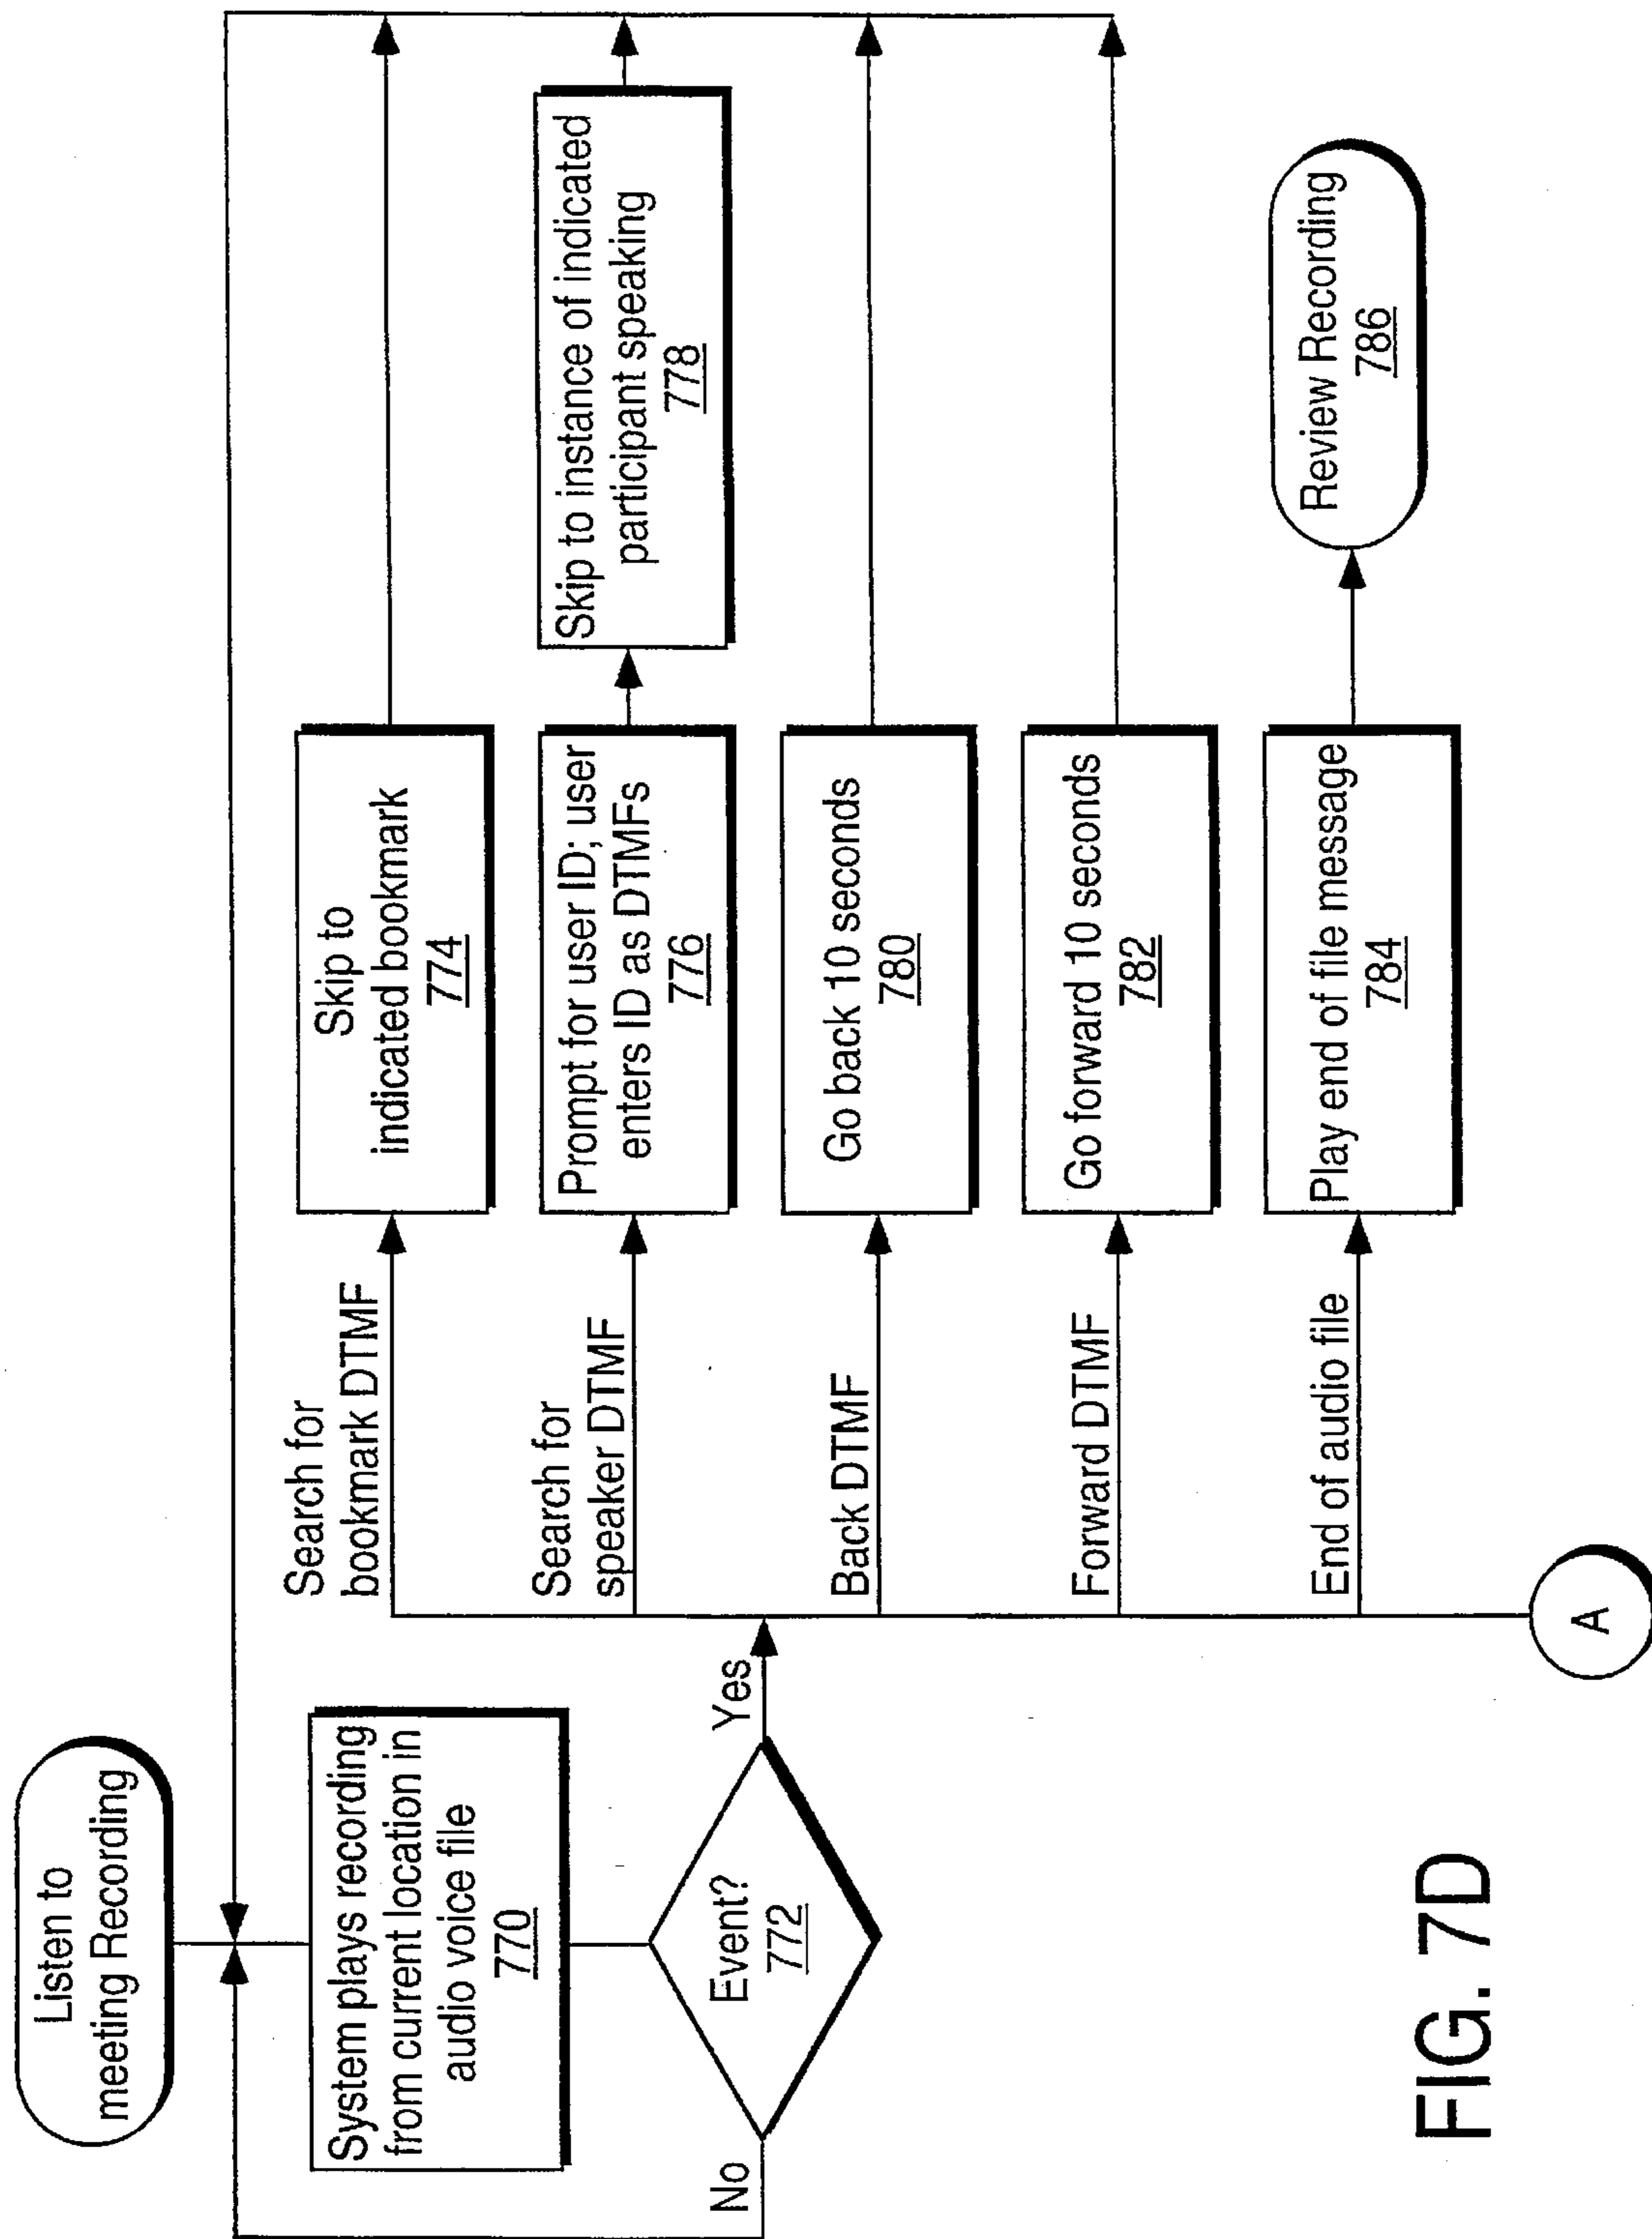 Listen to
meeting Recording
System plays recording
from current location in
audio voice file
770
Event?
772
No
Yes
Search for
bookmark DTMF
Skip to
indicated bookmark
774
Search for
speaker DTMF
Prompt for user ID; user
enters ID as DTMFs
776
Skip to instance of indicated
participant speaking
778
Back DTMF
Go back 10 seconds
780
Forward DTMF
Go forward 10 seconds
782
End of audio file
Play end of file message
784
Review Recording
786
A
FIG. 7D